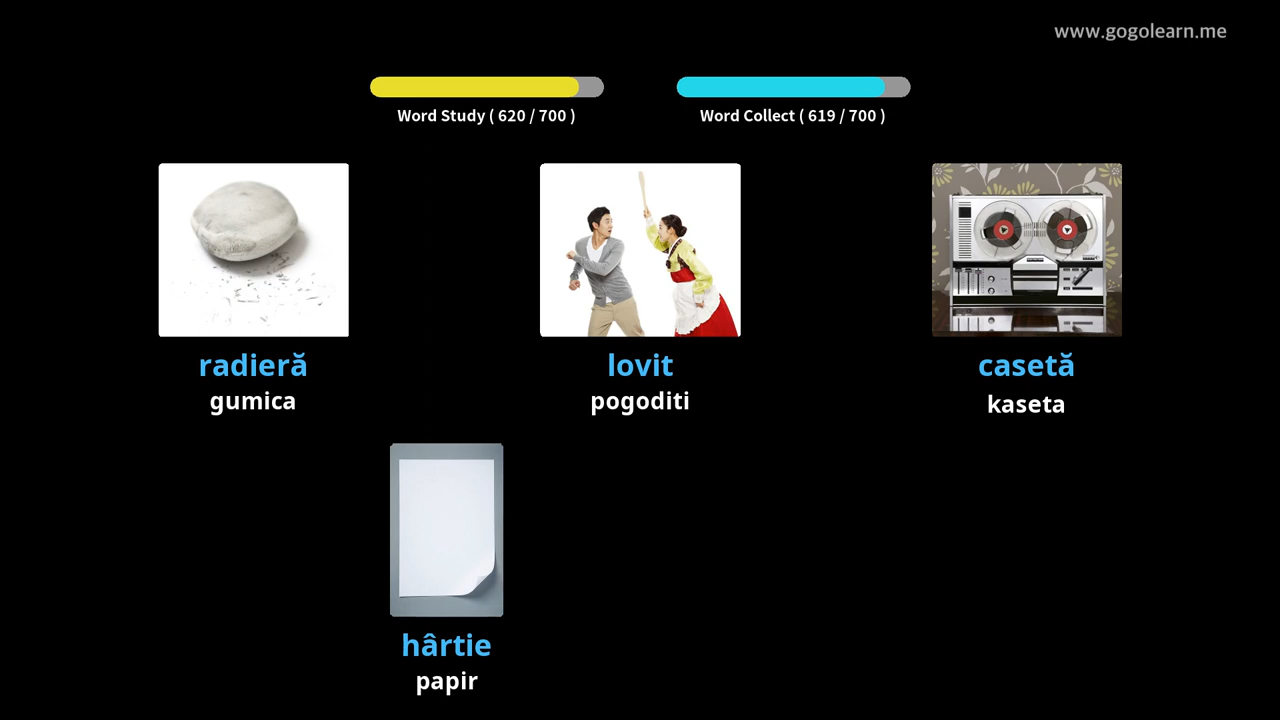 www.gogolearn.me
Word Study ( 620 / 700 )
Word Collect ( 619 / 700 )
radieră
gumica
lovit
pogoditi
casetă
kaseta
hârtie
papir